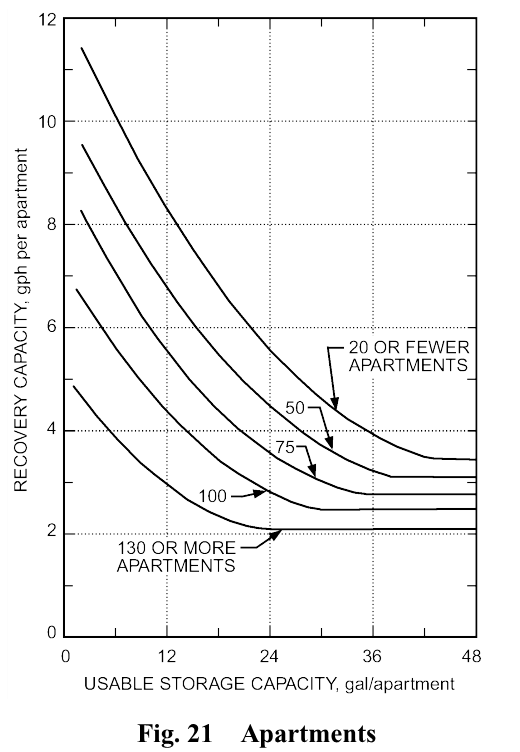 12
10
8
6
4
2
0
RECOVERY CAPACITY, gph per apartment
20 OR FEWER
APARTMENTS
50
75
100
130 OR MORE
APARTMENTS
0 12 24 36 48
USABLE STORAGE CAPACITY, gal/apartment
Fig. 21 Apartments